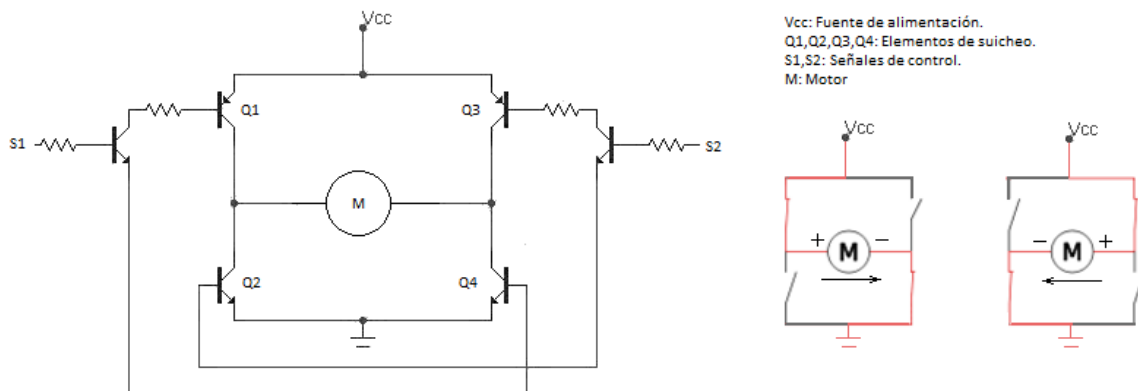 Vcc
Vcc: Fuente de alimentación.
Q1,Q2,Q3,Q4: Elementos de suicheo.
S1,S2: Señales de control.
M: Motor
Q1
Q3
S1
S2
M
Q2
Q4
Vcc
Vcc
+ M −
− M +